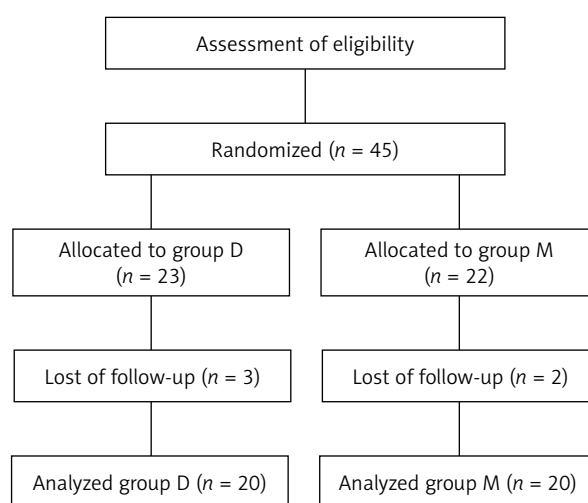 Assessment of eligibility
Randomized (n = 45)
Allocated to group D
(n = 23)
Allocated to group M
(n = 22)
Lost of follow-up (n = 3)
Lost of follow-up (n = 2)
Analyzed group D (n = 20)
Analyzed group M (n = 20)